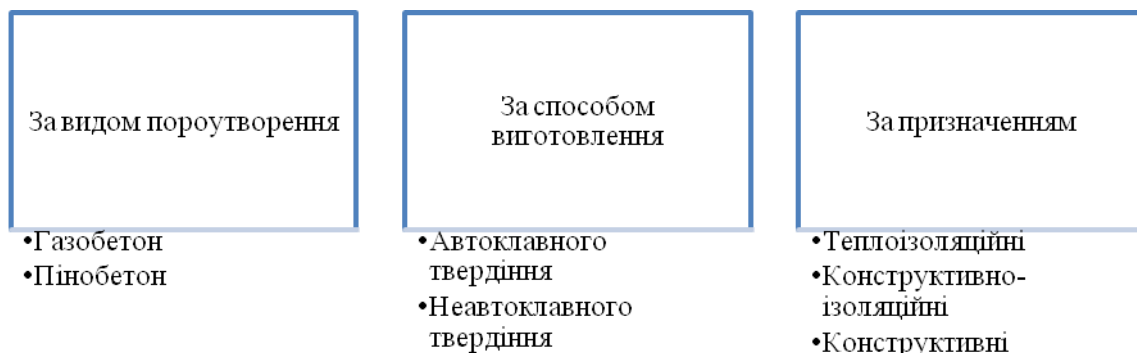 За видом пороутворення
•Газобетон
•Пінобетон
За способом
виготовлення
•Автоклавного
твердіння
•Неавтоклавного
твердіння
За призначенням
•Теплоізоляційні
•Конструктивно-
ізоляційні
•Конструктивні